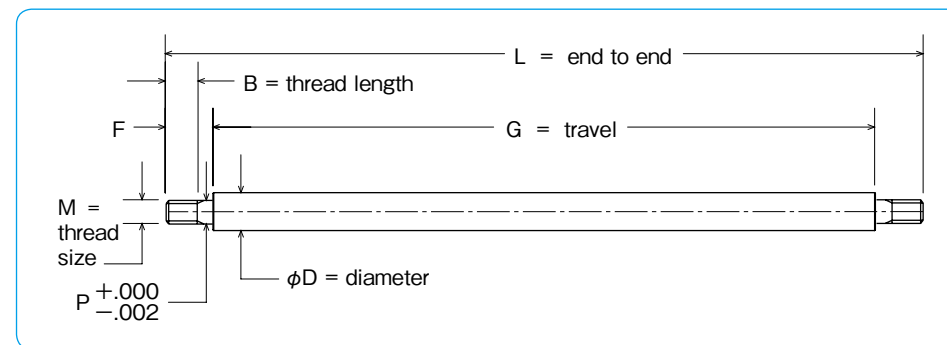 L = end to end
B = thread length
F
G = travel
M =
thread
size
φD = diameter
P +.000
−.002